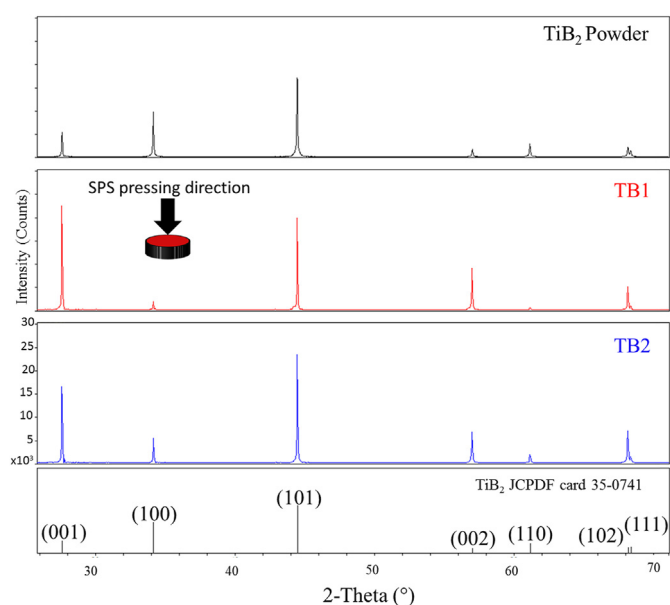 TiB₂ Powder
SPS pressing direction
TB1
Intensity (Counts)
30
25
20
15
10
5
x10³
TB2
TiB₂ JCPDF card 35-0741
(001)
(100)
(101)
(002)
(110)
(102)
(111)
30 40 50 60 70
2-Theta (°)